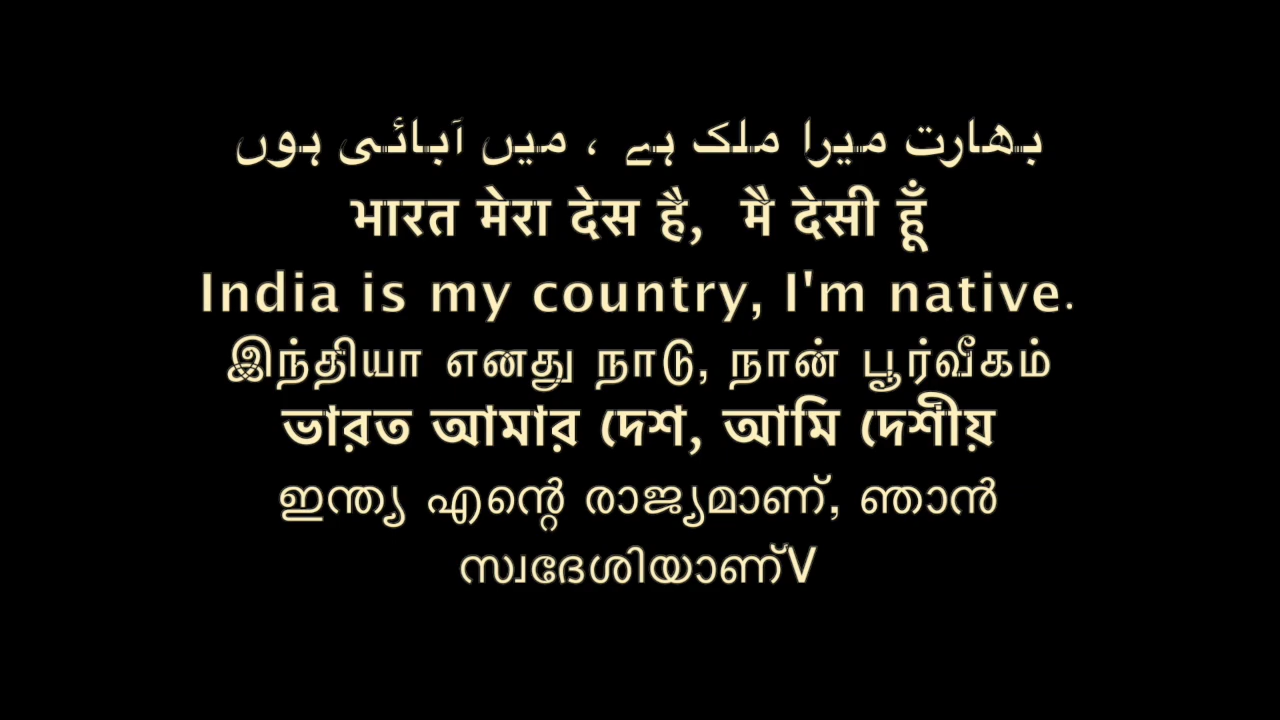 بھارت میرا ملک ہے ، میں آبائی ہوں
भारत मेरा देस है, मै देसी हूँ
India is my country, I'm native.
இந்தியா எனது நாடு, நான் பூர்வீகம்
ভারত আমার দেশ, আমি দেশীয়
ഇന്ത്യ എന്റെ രാജ്യമാണ്, ഞാൻ
സ്വദേശിയാണ്V